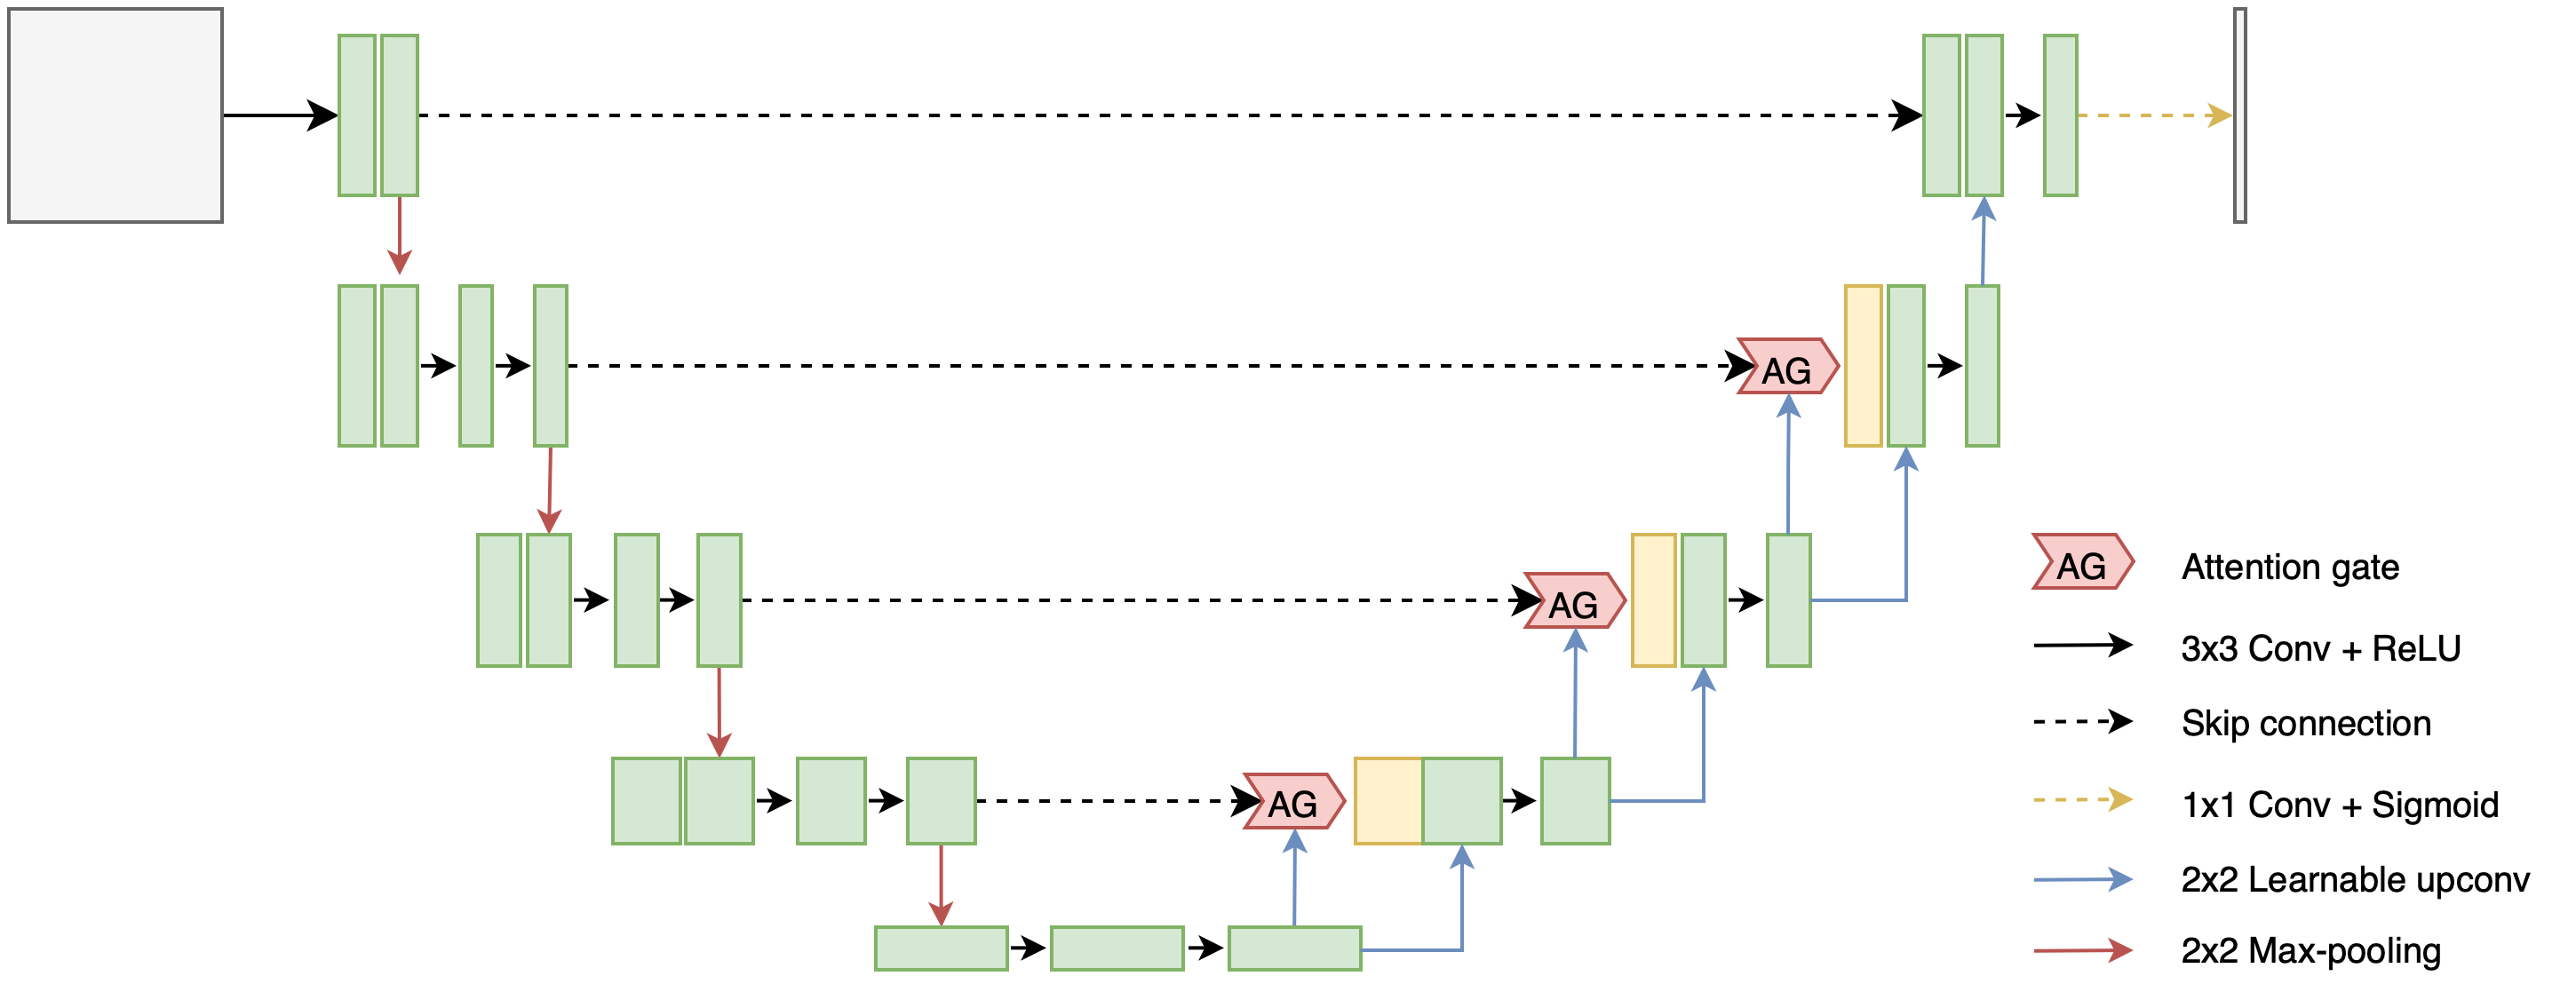 AG
AG
AG
AG Attention gate
3x3 Conv + ReLU
Skip connection
1x1 Conv + Sigmoid
2x2 Learnable upconv
2x2 Max-pooling